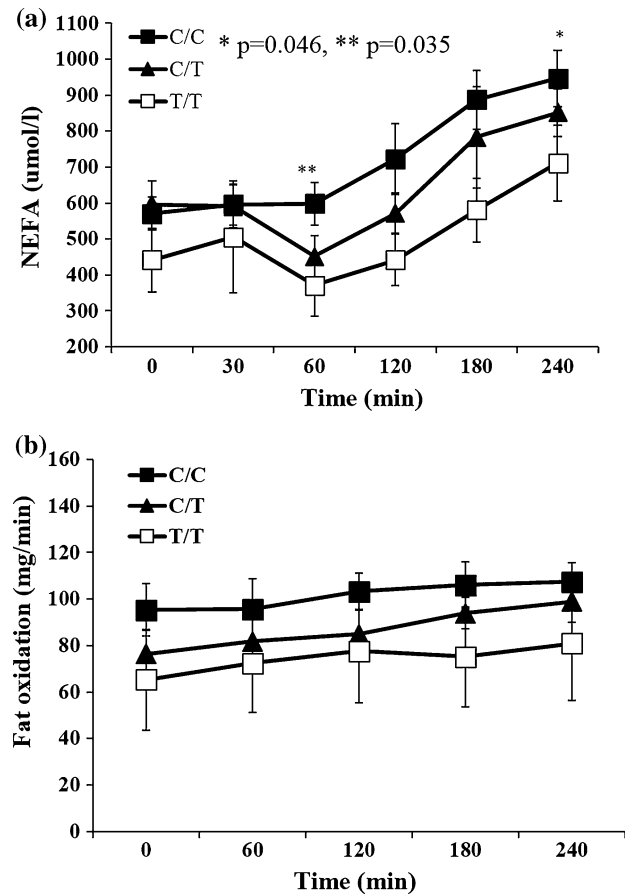 (a)
1100
1000
900
800
700
600
500
400
300
200
NEFA (umol/l)
C/C
C/T
T/T
* p=0.046, ** p=0.035
**
*
0 30 60 120 180 240
Time (min)
(b)
160
140
120
100
80
60
40
20
0
Fat oxidation (mg/min)
C/C
C/T
T/T
0 60 120 180 240
Time (min)